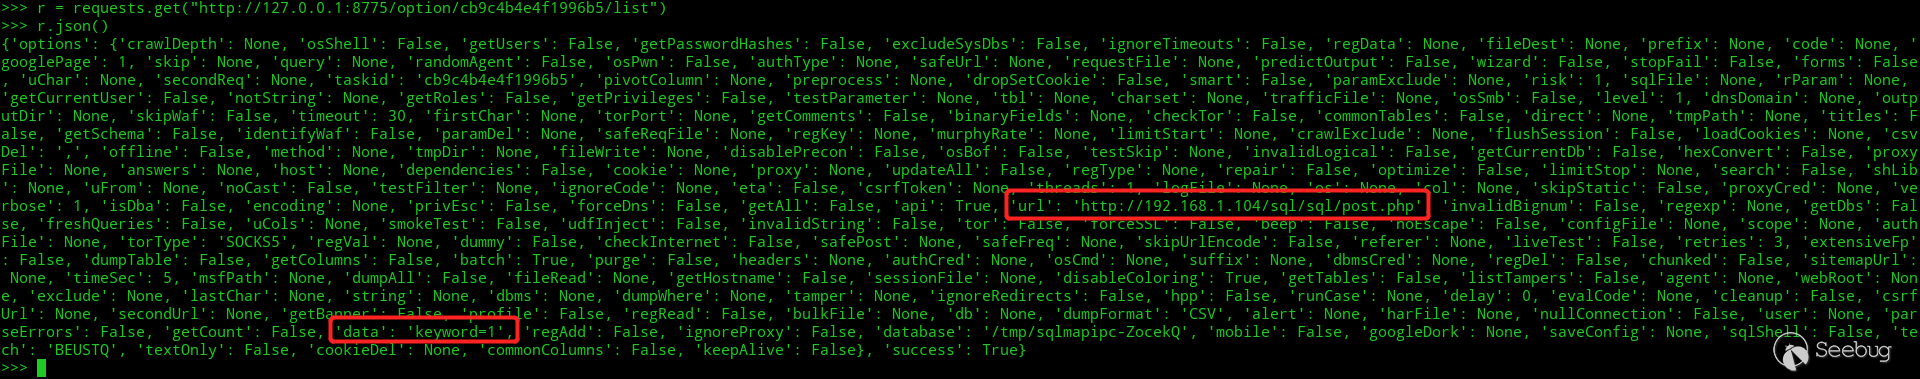 >>> r = requests.get("http://127.0.0.1:8775/option/cb9c4b4e4f1996b5/list")
>>> r.json()
{'options': {'crawlDepth': None, 'osShell': False, 'getUsers': False, 'getPasswordHashes': False, 'excludeSysDbs': False, 'ignoreTimeouts': False, 'regData': None, 'fileDest': None, 'prefix': None, 'code': None, '
googlePage': 1, 'skip': None, 'query': None, 'randomAgent': False, 'osPwn': False, 'authType': None, 'safeUrl': None, 'requestFile': None, 'predictOutput': False, 'wizard': False, 'stopFail': False, 'forms': False
, 'uChar': None, 'secondReq': None, 'taskid': 'cb9c4b4e4f1996b5', 'pivotColumn': None, 'preprocess': None, 'dropSetCookie': False, 'smart': False, 'paramExclude': None, 'risk': 1, 'sqlFile': None, 'rParam': None,
'getCurrentUser': False, 'notString': None, 'getRoles': False, 'getPrivileges': False, 'testParameter': None, 'tbl': None, 'charset': None, 'trafficFile': None, 'osSmb': False, 'level': 1, 'dnsDomain': None, 'outp
utDir': None, 'skipWaf': False, 'timeout': 30, 'firstChar': None, 'torPort': None, 'getComments': False, 'binaryFields': None, 'checkTor': False, 'commonTables': False, 'direct': None, 'tmpPath': None, 'titles': F
alse, 'getSchema': False, 'identifyWaf': False, 'paramDel': None, 'safeReqFile': None, 'regKey': None, 'murphyRate': None, 'limitStart': None, 'crawlExclude': None, 'flushSession': False, 'loadCookies': None, 'csv
Del': ',', 'offline': False, 'method': None, 'tmpDir': None, 'fileWrite': None, 'disablePrecon': False, 'osBof': False, 'testSkip': None, 'invalidLogical': False, 'getCurrentDb': False, 'hexConvert': False, 'proxy
File': None, 'answers': None, 'host': None, 'dependencies': False, 'cookie': None, 'proxy': None, 'updateAll': False, 'regType': None, 'repair': False, 'optimize': False, 'limitStop': None, 'search': False, 'shLib
': None, 'uFrom': None, 'noCast': False, 'testFilter': None, 'ignoreCode': None, 'eta': False, 'csrfToken': None, 'threads': 1, 'logFile': None, 'os': None, 'col': None, 'skipStatic': False, 'proxyCred': None, 've
rbose': 1, 'isDba': False, 'encoding': None, 'privEsc': False, 'forceDns': False, 'getAll': False, 'api': True, 'url': 'http://192.168.1.104/sql/sql/post.php', 'invalidBignum': False, 'regexp': None, 'getDbs': Fal
se, 'freshQueries': False, 'uCols': None, 'smokeTest': False, 'udfInject': False, 'invalidString': False, 'tor': False, 'forceSSL': False, 'beep': False, 'noEscape': False, 'configFile': None, 'scope': None, 'auth
File': None, 'torType': 'SOCKS5', 'regVal': None, 'dummy': False, 'checkInternet': False, 'safePost': None, 'safeFreq': None, 'skipUrlEncode': False, 'referer': None, 'liveTest': False, 'retries': 3, 'extensiveFp'
: False, 'dumpTable': False, 'getColumns': False, 'batch': True, 'purge': False, 'headers': None, 'authCred': None, 'osCmd': None, 'suffix': None, 'dbmsCred': None, 'regDel': False, 'chunked': False, 'sitemapUrl':
None, 'timeSec': 5, 'msfPath': None, 'dumpAll': False, 'fileRead': None, 'getHostname': False, 'sessionFile': None, 'disableColoring': True, 'getTables': False, 'listTampers': False, 'agent': None, 'webRoot': Non
e, 'exclude': None, 'lastChar': None, 'string': None, 'dbms': None, 'dumpWhere': None, 'tamper': None, 'ignoreRedirects': False, 'hpp': False, 'runCase': None, 'delay': 0, 'evalCode': None, 'cleanup': False, 'csrf
Url': None, 'secondUrl': None, 'getBanner': False, 'profile': False, 'regRead': False, 'bulkFile': None, 'db': None, 'dumpFormat': 'CSV', 'alert': None, 'harFile': None, 'nullConnection': False, 'user': None, 'par
seErrors': False, 'getCount': False, 'data': 'keyword=1', 'regAdd': False, 'ignoreProxy': False, 'database': '/tmp/sqlmapipc-ZocekQ', 'mobile': False, 'googleDork': None, 'saveConfig': None, 'sqlShell': False, 'te
ch': 'BEUSTQ', 'textOnly': False, 'cookieDel': None, 'commonColumns': False, 'keepAlive': False}, 'success': True}
>>>
Seebug